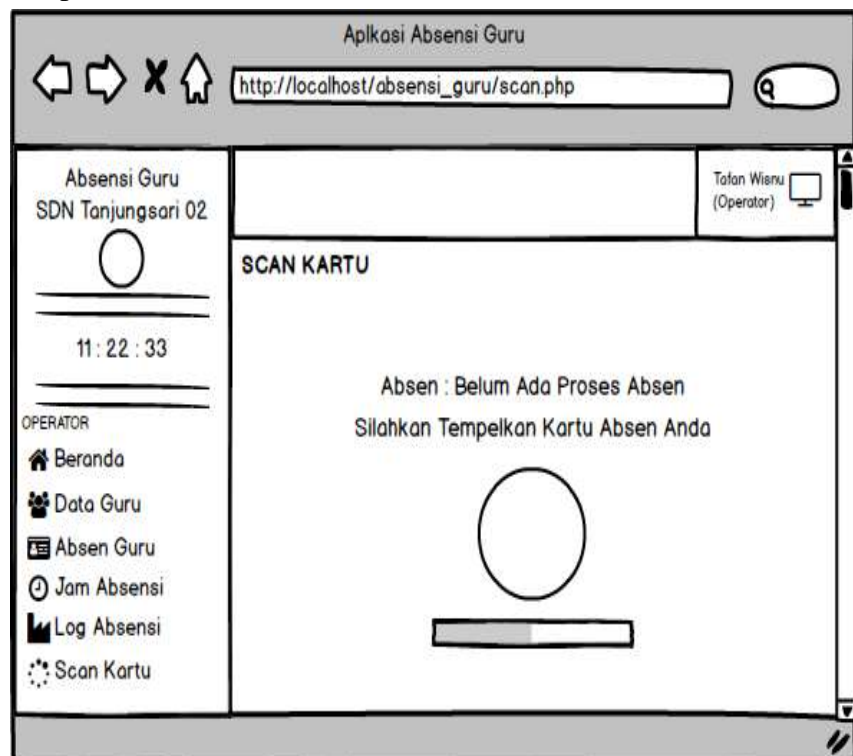 Aplkasi Absensi Guru
http://localhost/absensi_guru/scan.php
Absensi Guru
SDN Tanjungsari 02
11 : 22 : 33
OPERATOR
Beranda
Data Guru
Absen Guru
Jam Absensi
Log Absensi
Scan Kartu
Tafan Wisnu
(Operator)
SCAN KARTU
Absen : Belum Ada Proses Absen
Silahkan Tempelkan Kartu Absen Anda